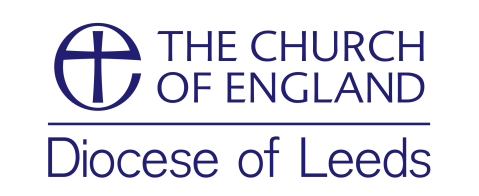 THE CHURCH
OF ENGLAND
Diocese of Leeds